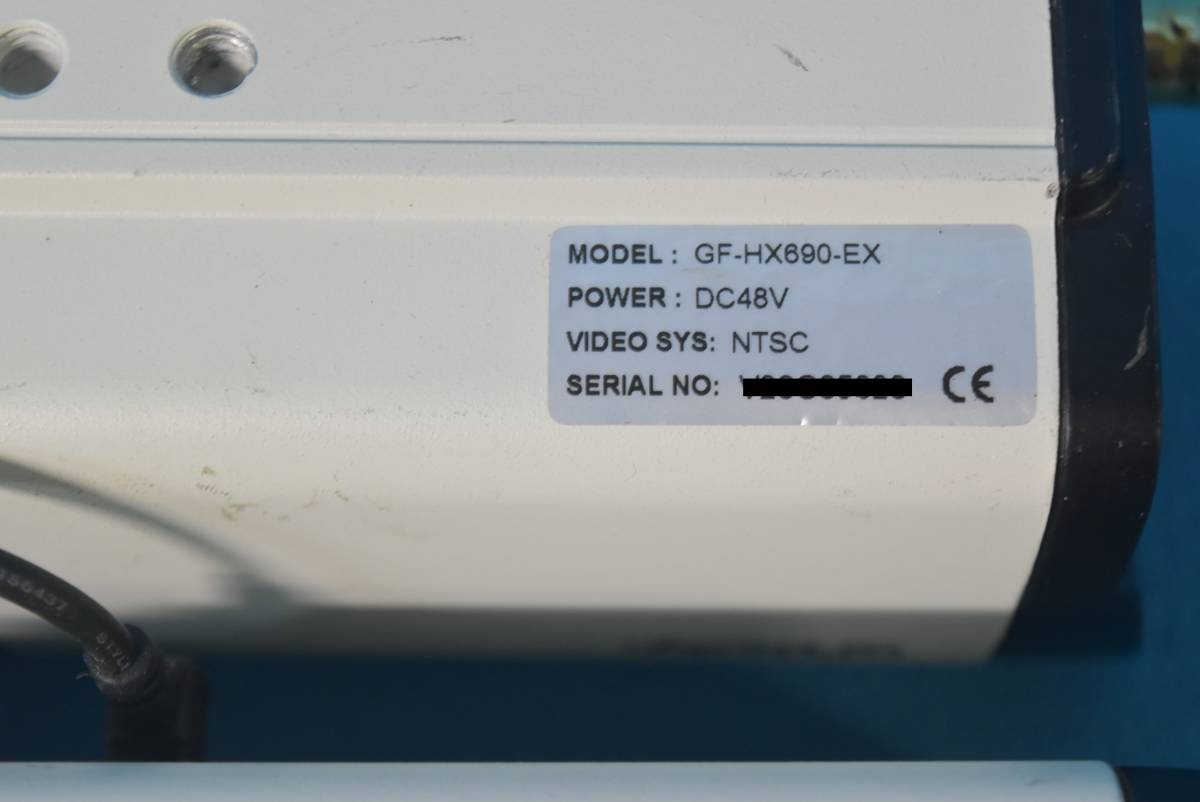 MODEL : GF-HX690-EX
POWER : DC48V
VIDEO SYS: NTSC
SERIAL NO:
CE